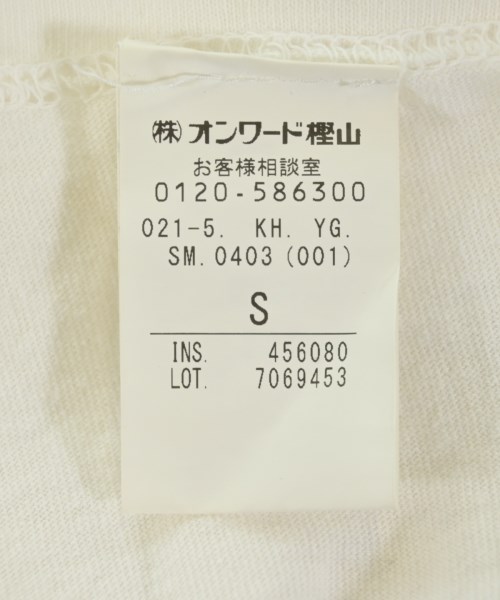 ㈱オンワード樫山
お客様相談室
0120-586300
021-5. KH. YG.
SM. 0403 (001)
S
INS. 456080
LOT. 7069453